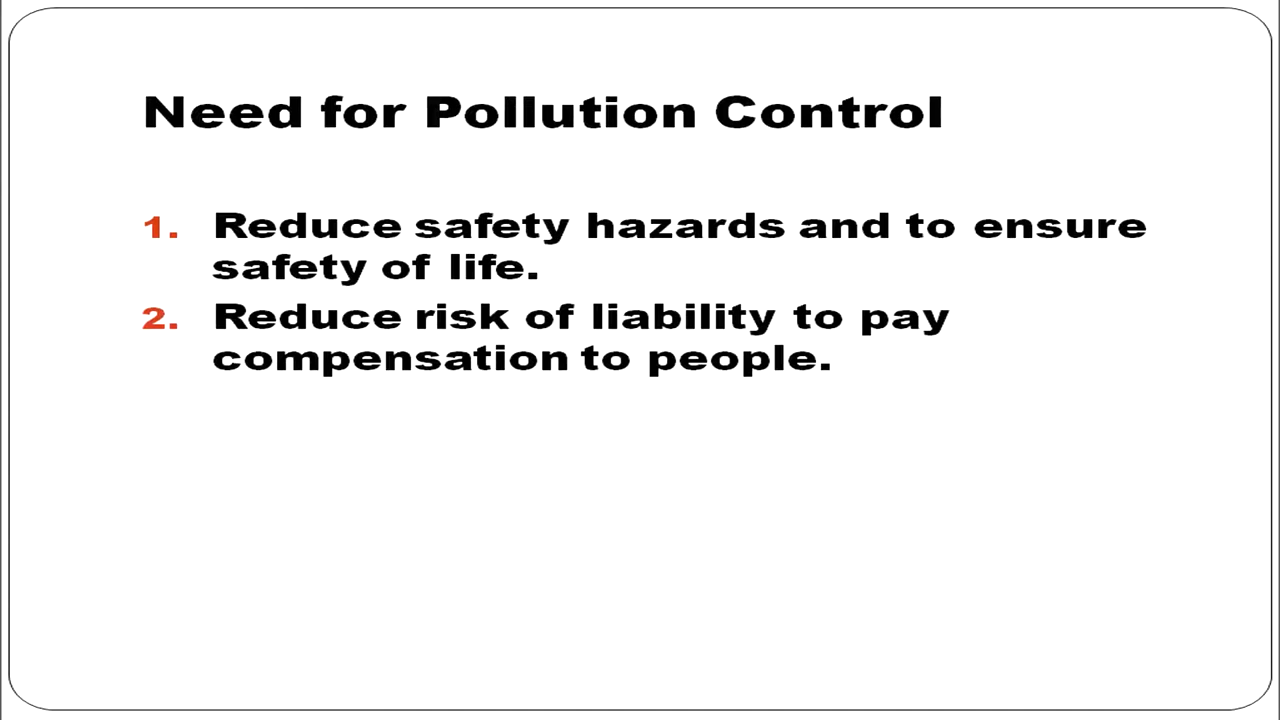 Need for Pollution Control
1. Reduce safety hazards and to ensure
safety of life.
2. Reduce risk of liability to pay
compensation to people.